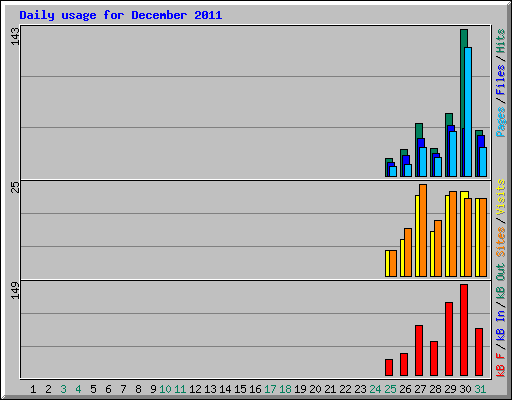 Daily usage for December 2011
143
Pages/Files/Hits
25
Sites/Visits
149
kB F/kB In/kB Out
1 2 3 4 5 6 7 8 9 10 11 12 13 14 15 16 17 18 19 20 21 22 23 24 25 26 27 28 29 30 31